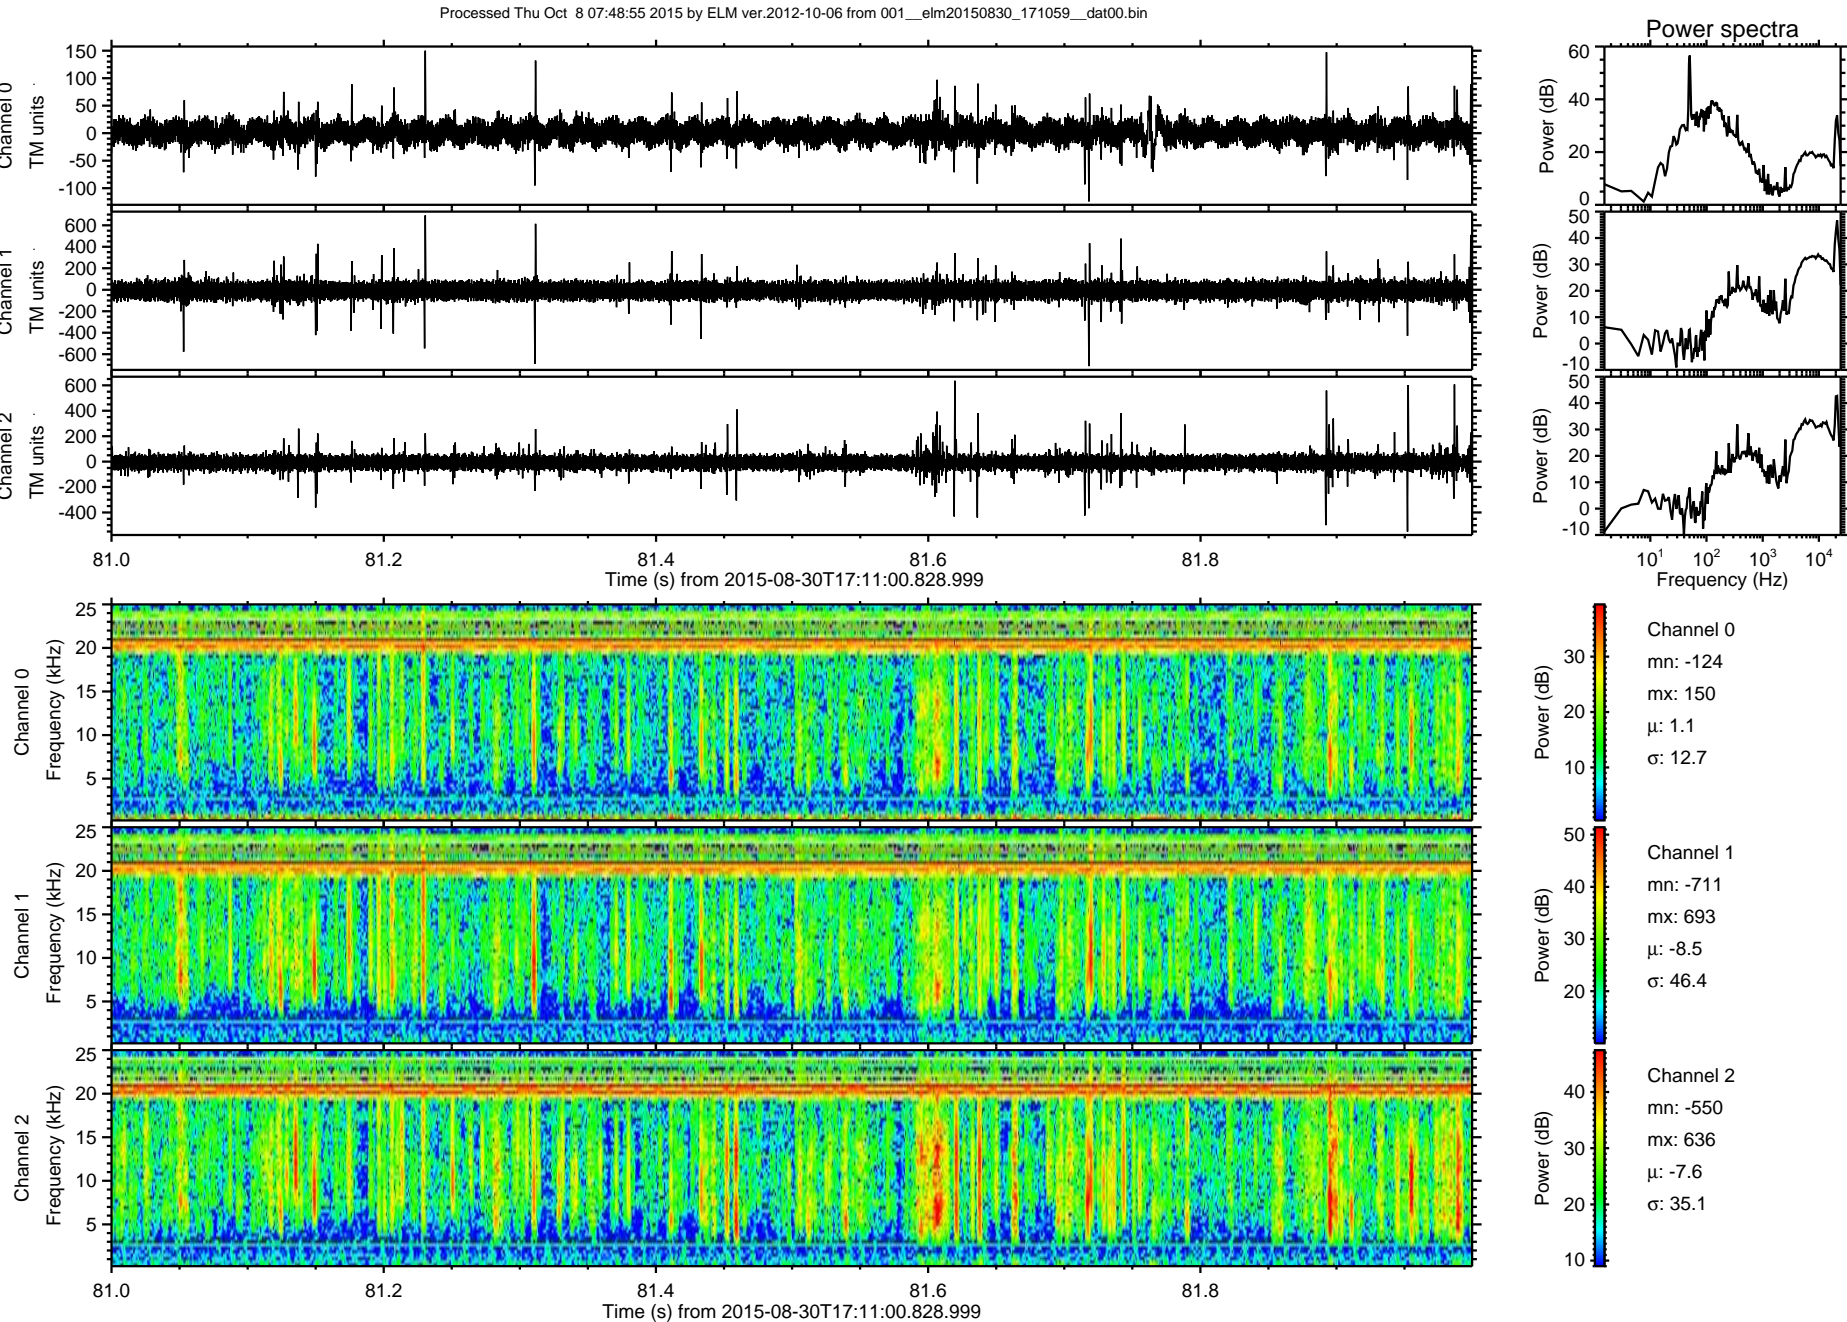 Processed Thu Oct  8 07:48:55 2015 by ELM ver.2012-10-06 from 001__elm20150830_171059__dat00.bin
Power spectra
Channel 0
TM units
150
100
50
0
-50
-100
Power (dB)
60
40
20
0
Channel 1
TM units
600
400
200
0
-200
-400
-600
Power (dB)
50
40
30
20
10
0
-10
Channel 2
TM units
600
400
200
0
-200
-400
Power (dB)
50
40
30
20
10
0
-10
81.0 81.2 81.4 81.6 81.8
Time (s) from 2015-08-30T17:11:00.828.999
10¹ 10² 10³ 10⁴
Frequency (Hz)
Channel 0
Frequency (kHz)
25
20
15
10
5
Power (dB)
30
20
10
Channel 0
mn: -124
mx: 150
μ: 1.1
σ: 12.7
Channel 1
Frequency (kHz)
25
20
15
10
5
Power (dB)
50
40
30
20
Channel 1
mn: -711
mx: 693
μ: -8.5
σ: 46.4
Channel 2
Frequency (kHz)
25
20
15
10
5
Power (dB)
40
30
20
10
Channel 2
mn: -550
mx: 636
μ: -7.6
σ: 35.1
81.0 81.2 81.4 81.6 81.8
Time (s) from 2015-08-30T17:11:00.828.999